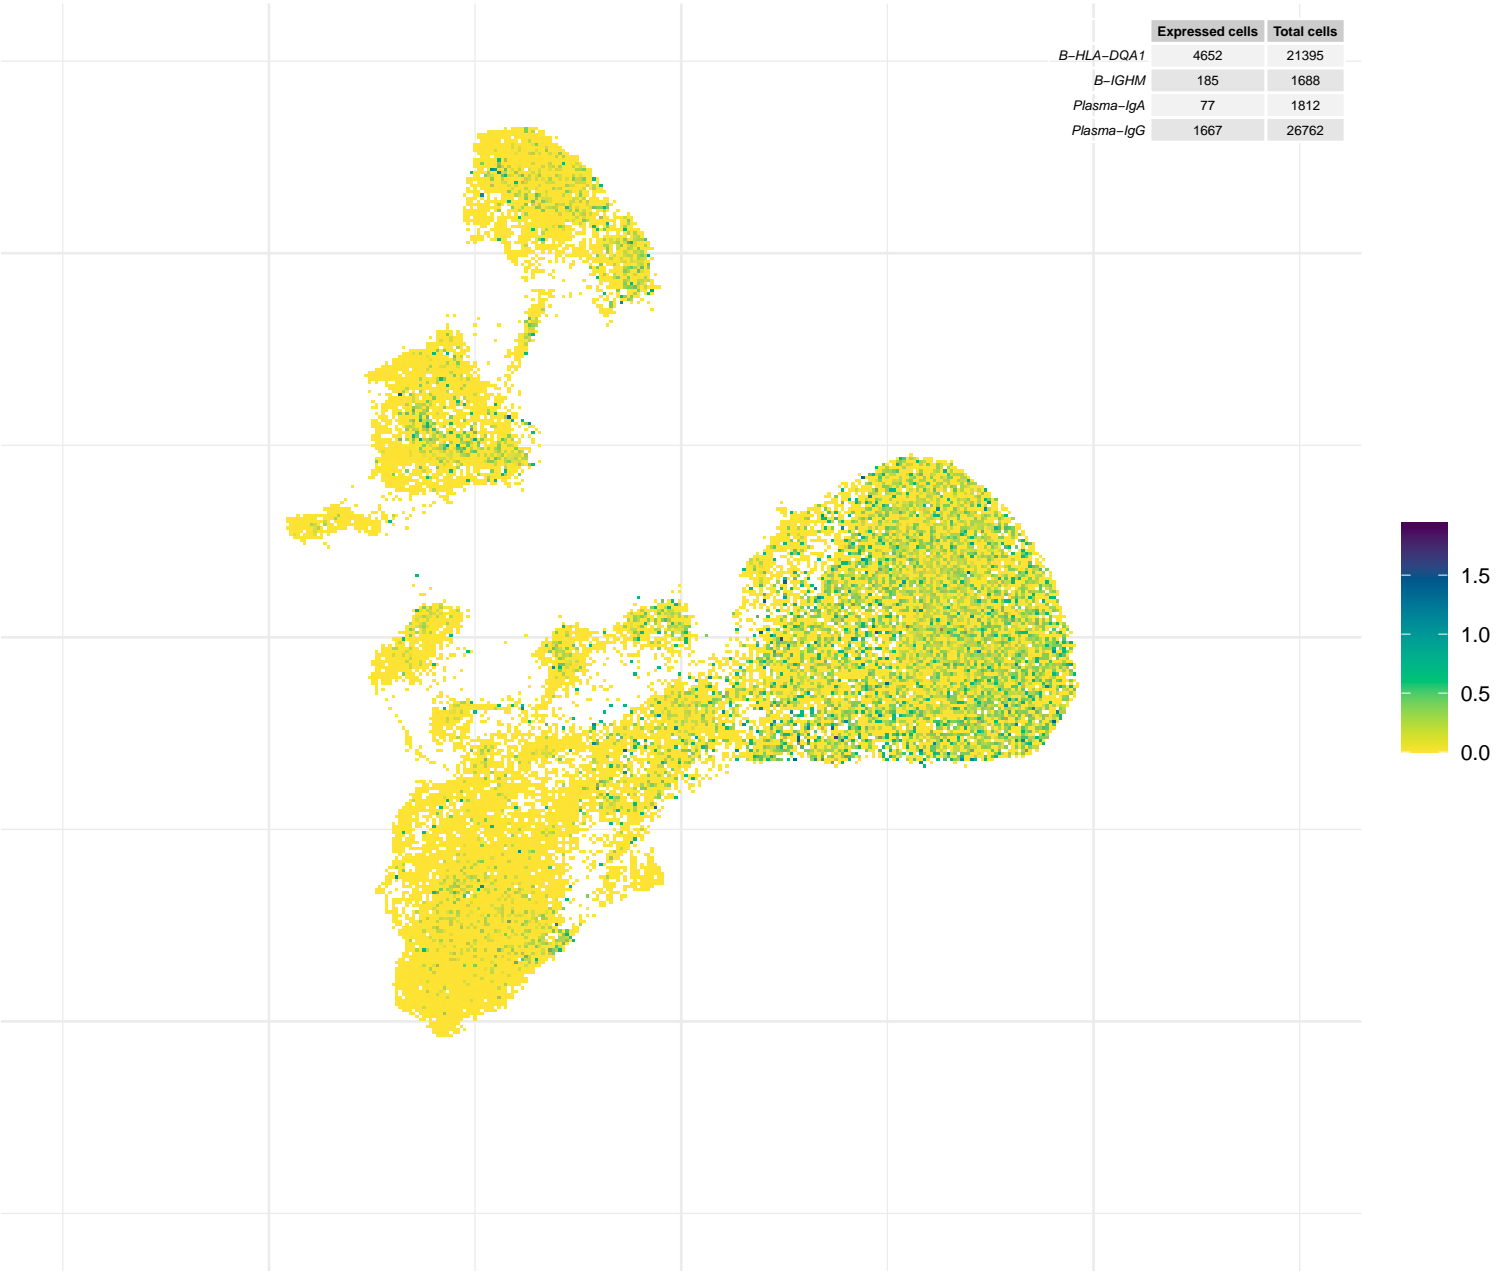 Expressed cells Total cells
B−HLA−DQA1 4652 21395
B−IGHM 185 1688
Plasma−IgA 77 1812
Plasma−IgG 1667 26762
1.5
1.0
0.5
0.0